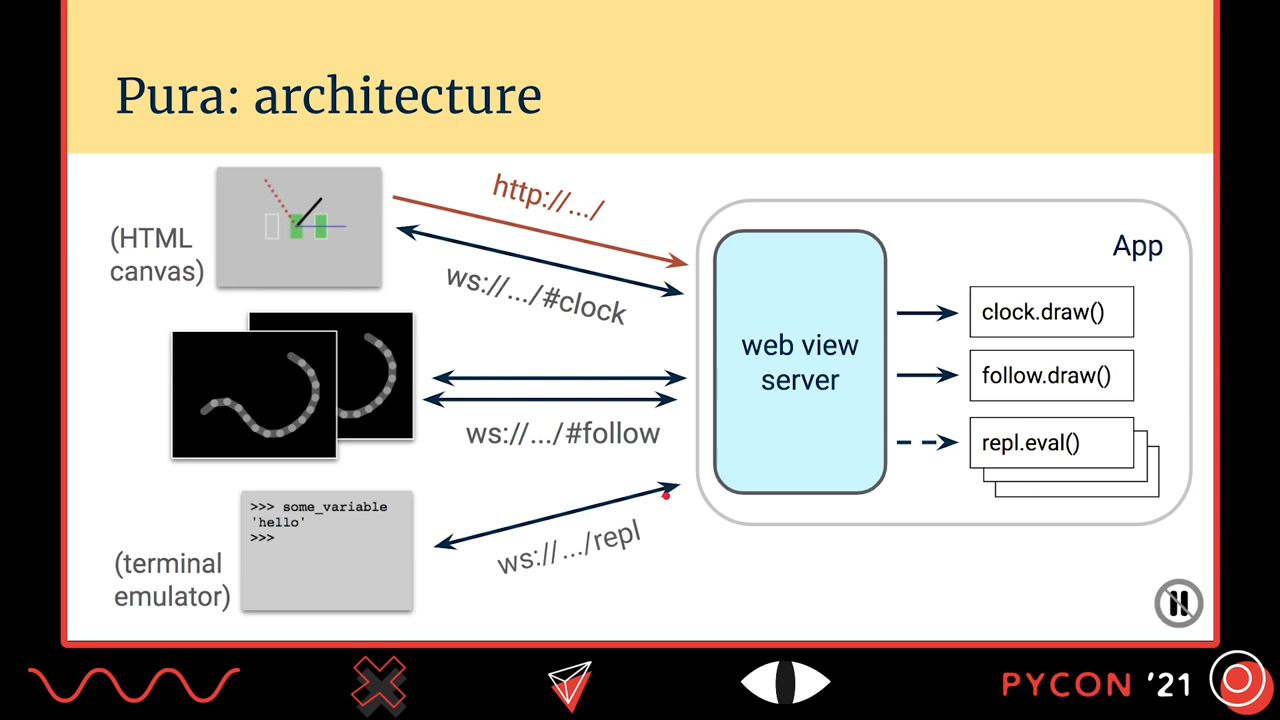 Pura: architecture
(HTML
canvas)
http://.../
ws://.../#clock
ws://.../#follow
(terminal
emulator)
>>> some_variable
'hello'
>>>
ws:// .../repl
web view
server
App
clock.draw()
follow.draw()
repl.eval()
PYCON '21